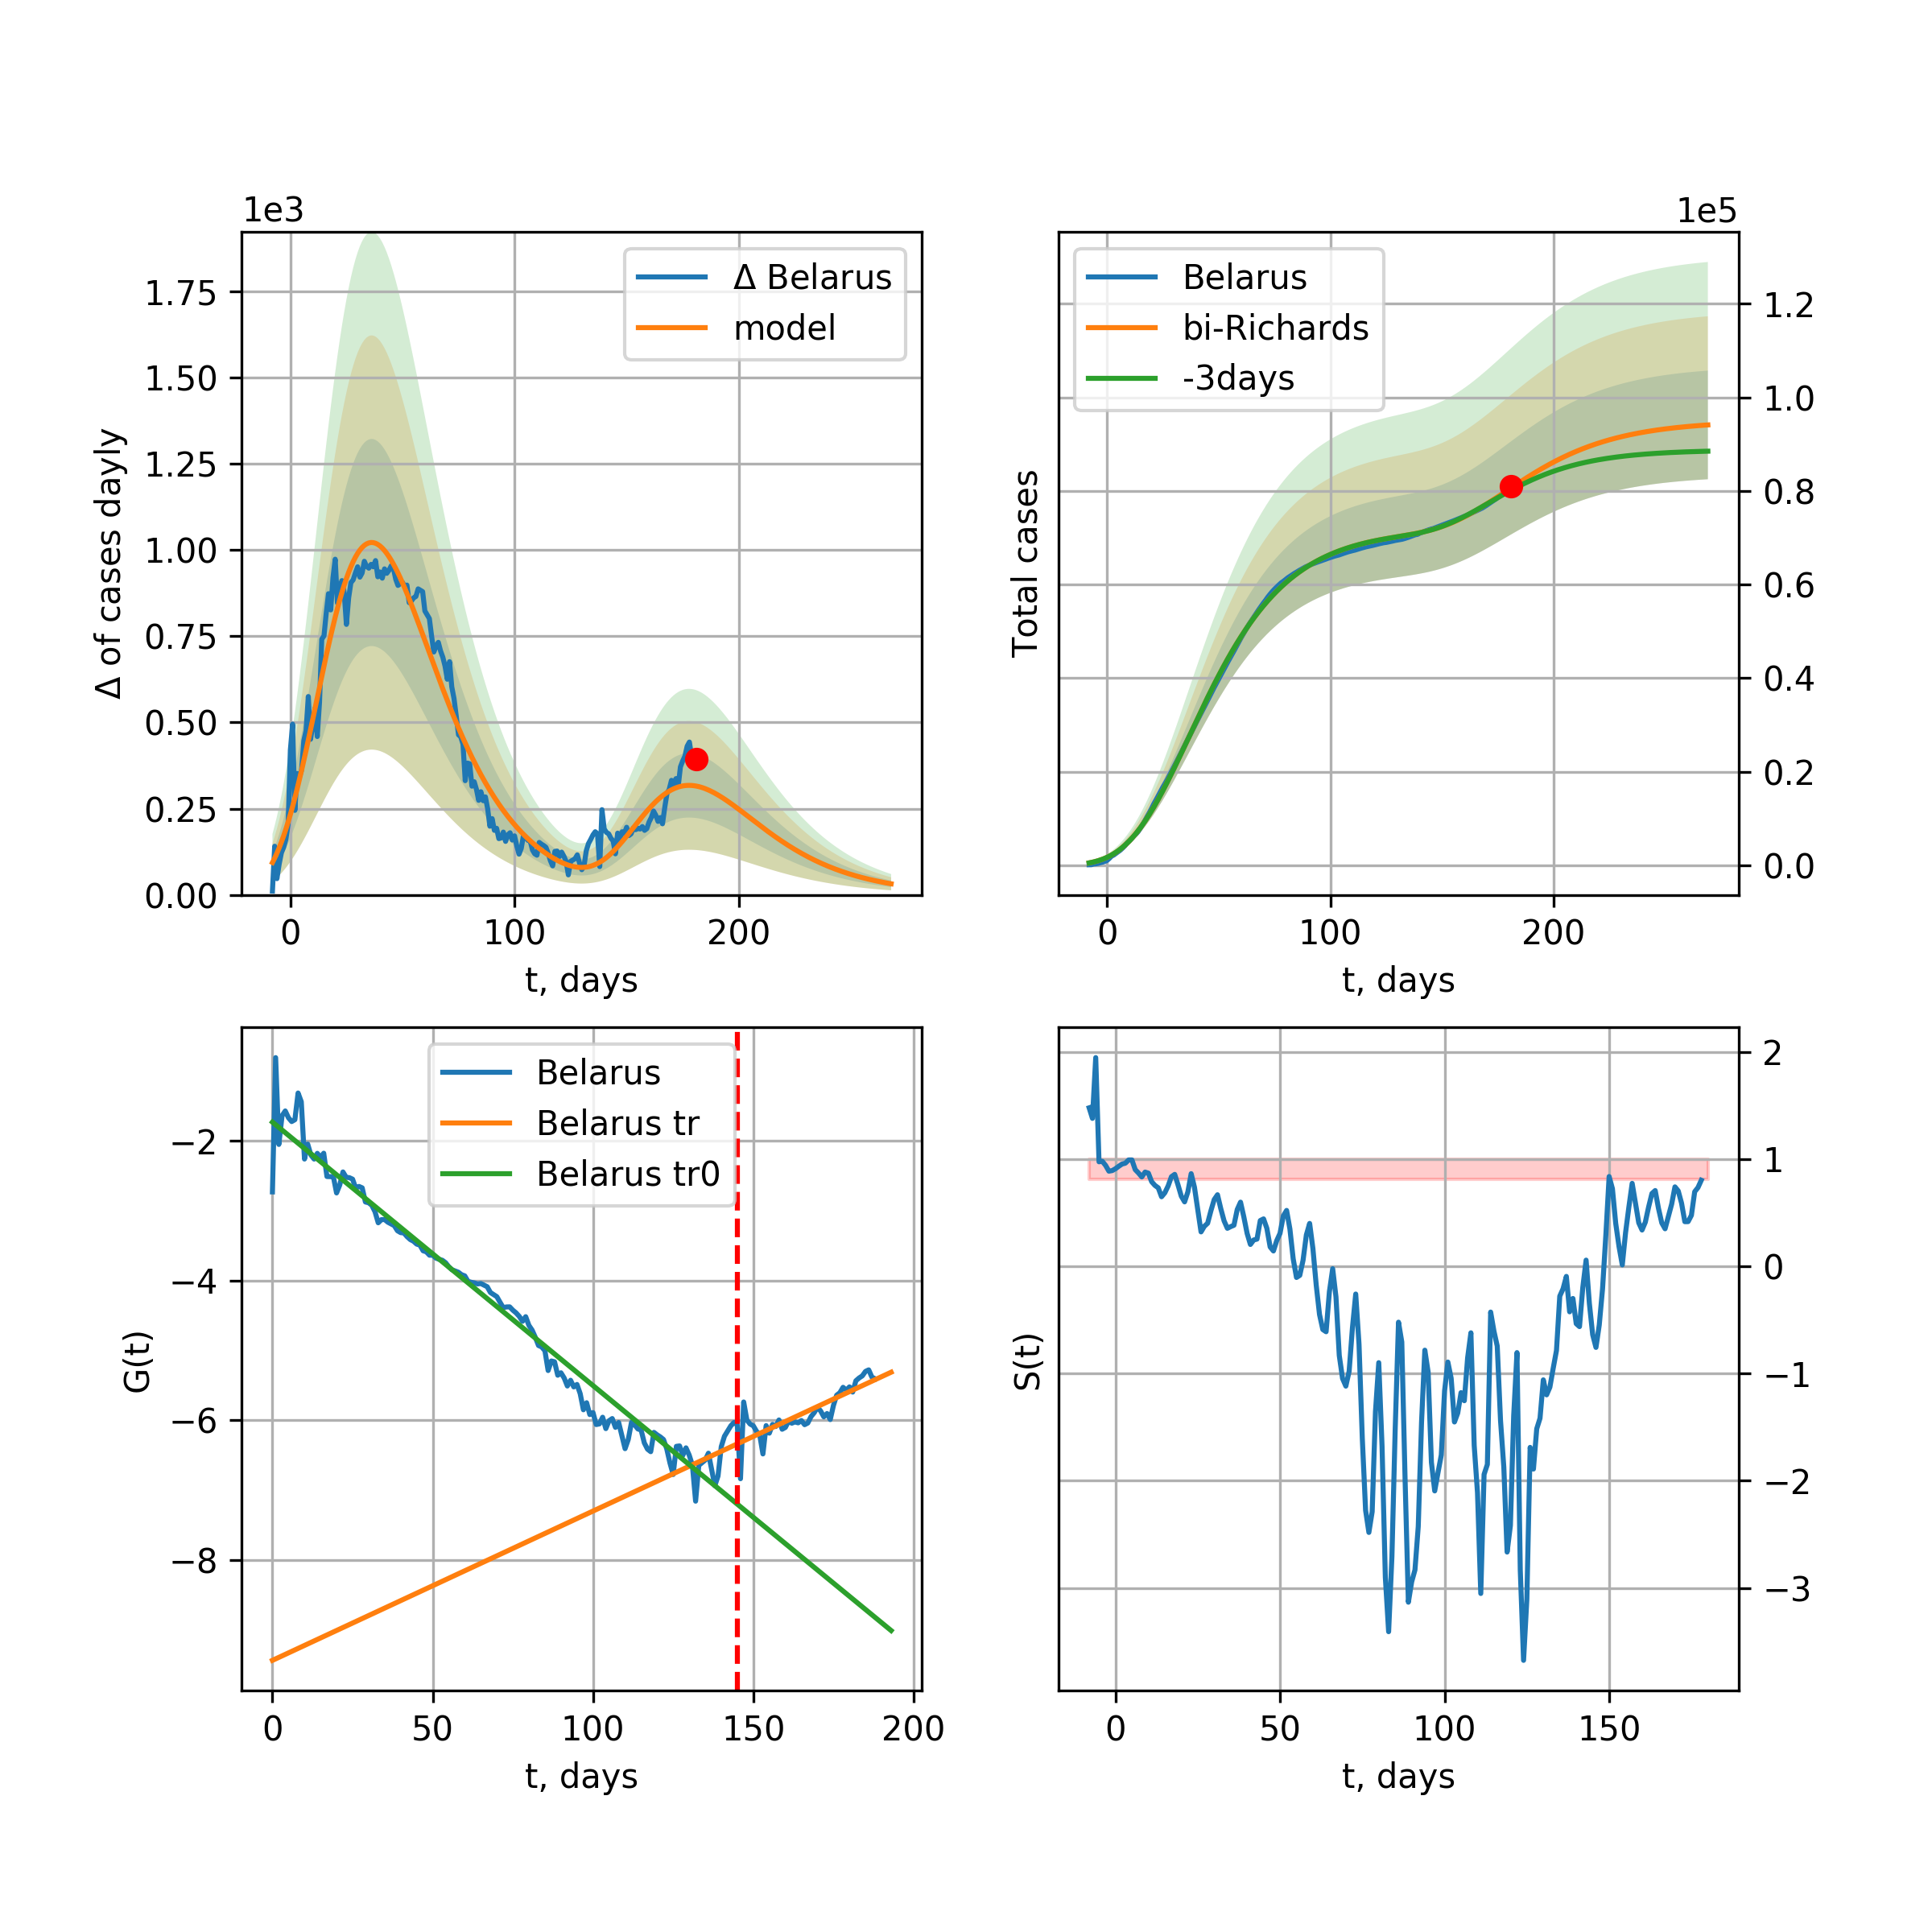 1e3
Δ of cases dayly
1.75
1.50
1.25
1.00
0.75
0.50
0.25
0.00
Δ Belarus
model
0 100 200
t, days
1e5
Total cases
Belarus
bi-Richards
-3days
1.2
1.0
0.8
0.6
0.4
0.2
0.0
0 100 200
t, days
G(t)
−2
−4
−6
−8
Belarus
Belarus tr
Belarus tr0
0 50 100 150 200
t, days
S(t)
2
1
0
−1
−2
−3
0 50 100 150
t, days